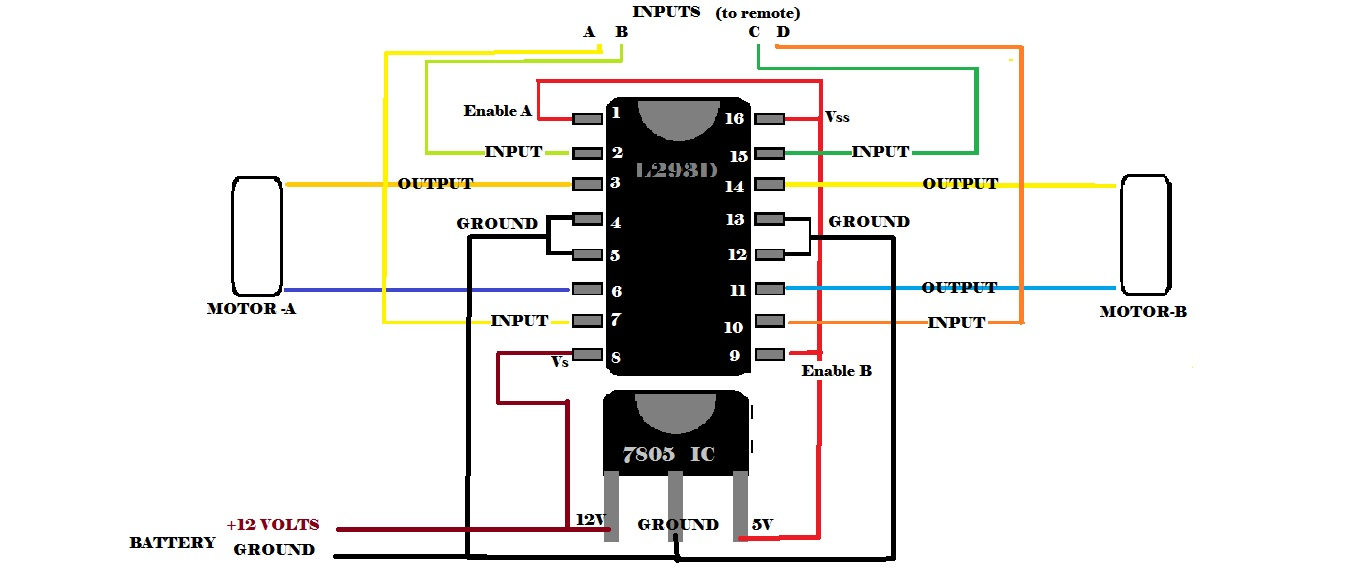 INPUTS (to remote)
A B C D
Enable A
1 16 Vss
INPUT 2 15 INPUT
L293D
OUTPUT 3 14 OUTPUT
GROUND 4 13 GROUND
5 12
6 11 OUTPUT
MOTOR -A
MOTOR-B
INPUT 7 10 INPUT
Vs 8 9
Enable B
7805 IC
+12 VOLTS 12V GROUND 5V
BATTERY
GROUND